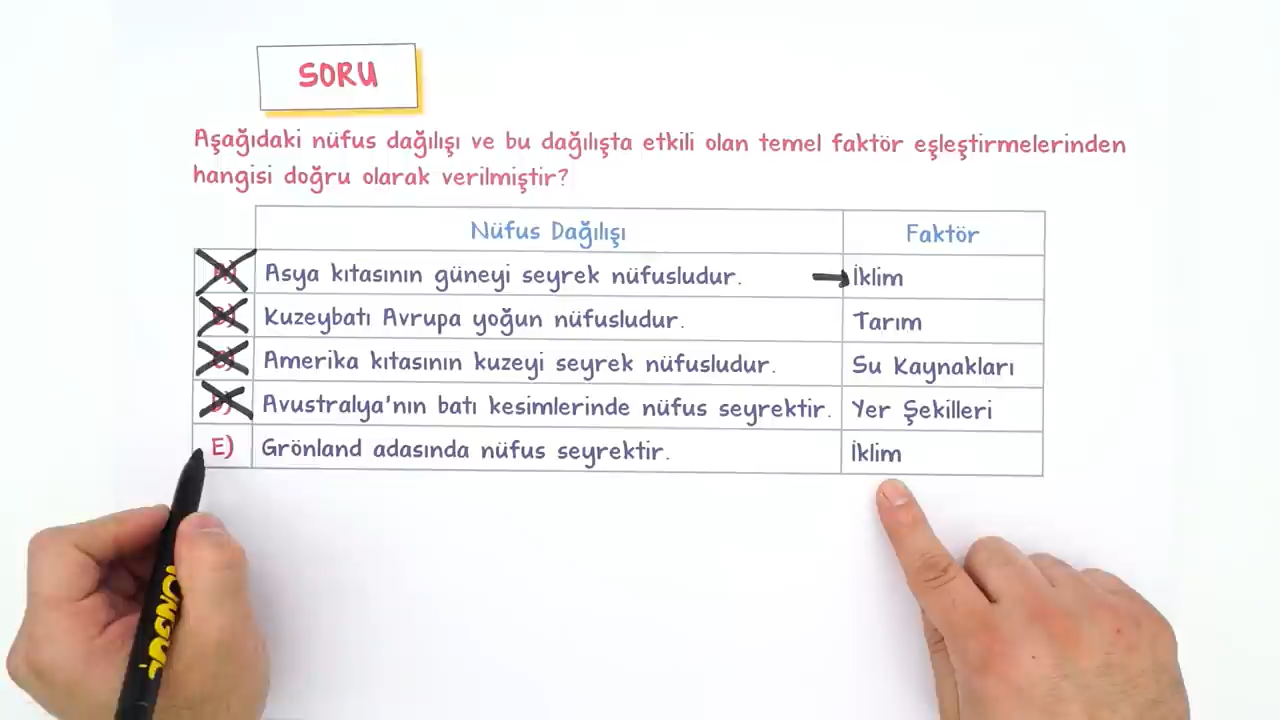 SORU
Aşağıdaki nüfus dağılışı ve bu dağılışta etkili olan temel faktör eşleştirmelerinden
hangisi doğru olarak verilmiştir?
Nüfus Dağılışı Faktör
A) Asya kıtasının güneyi seyrek nüfusludur. İklim
B) Kuzeybatı Avrupa yoğun nüfusludur. Tarım
C) Amerika kıtasının kuzeyi seyrek nüfusludur. Su Kaynakları
D) Avustralya'nın batı kesimlerinde nüfus seyrektir. Yer Şekilleri
E) Grönland adasında nüfus seyrektir. İklim